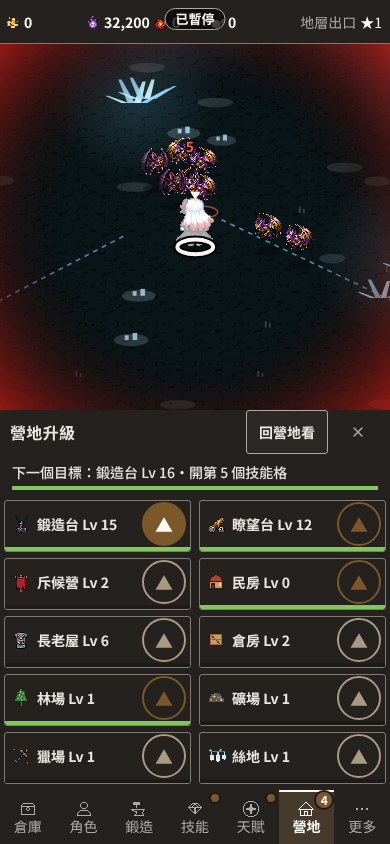 0
32,200
已暫停
0
地層出口 ★1
5
營地升級
回營地看
×
下一個目標：鍛造台 Lv 16・開第 5 個技能格
鍛造台 Lv 15
瞭望台 Lv 12
斥候營 Lv 2
民房 Lv 0
長老屋 Lv 6
倉房 Lv 2
林場 Lv 1
礦場 Lv 1
獵場 Lv 1
絲地 Lv 1
4
倉庫
角色
鍛造
技能
天賦
營地
更多